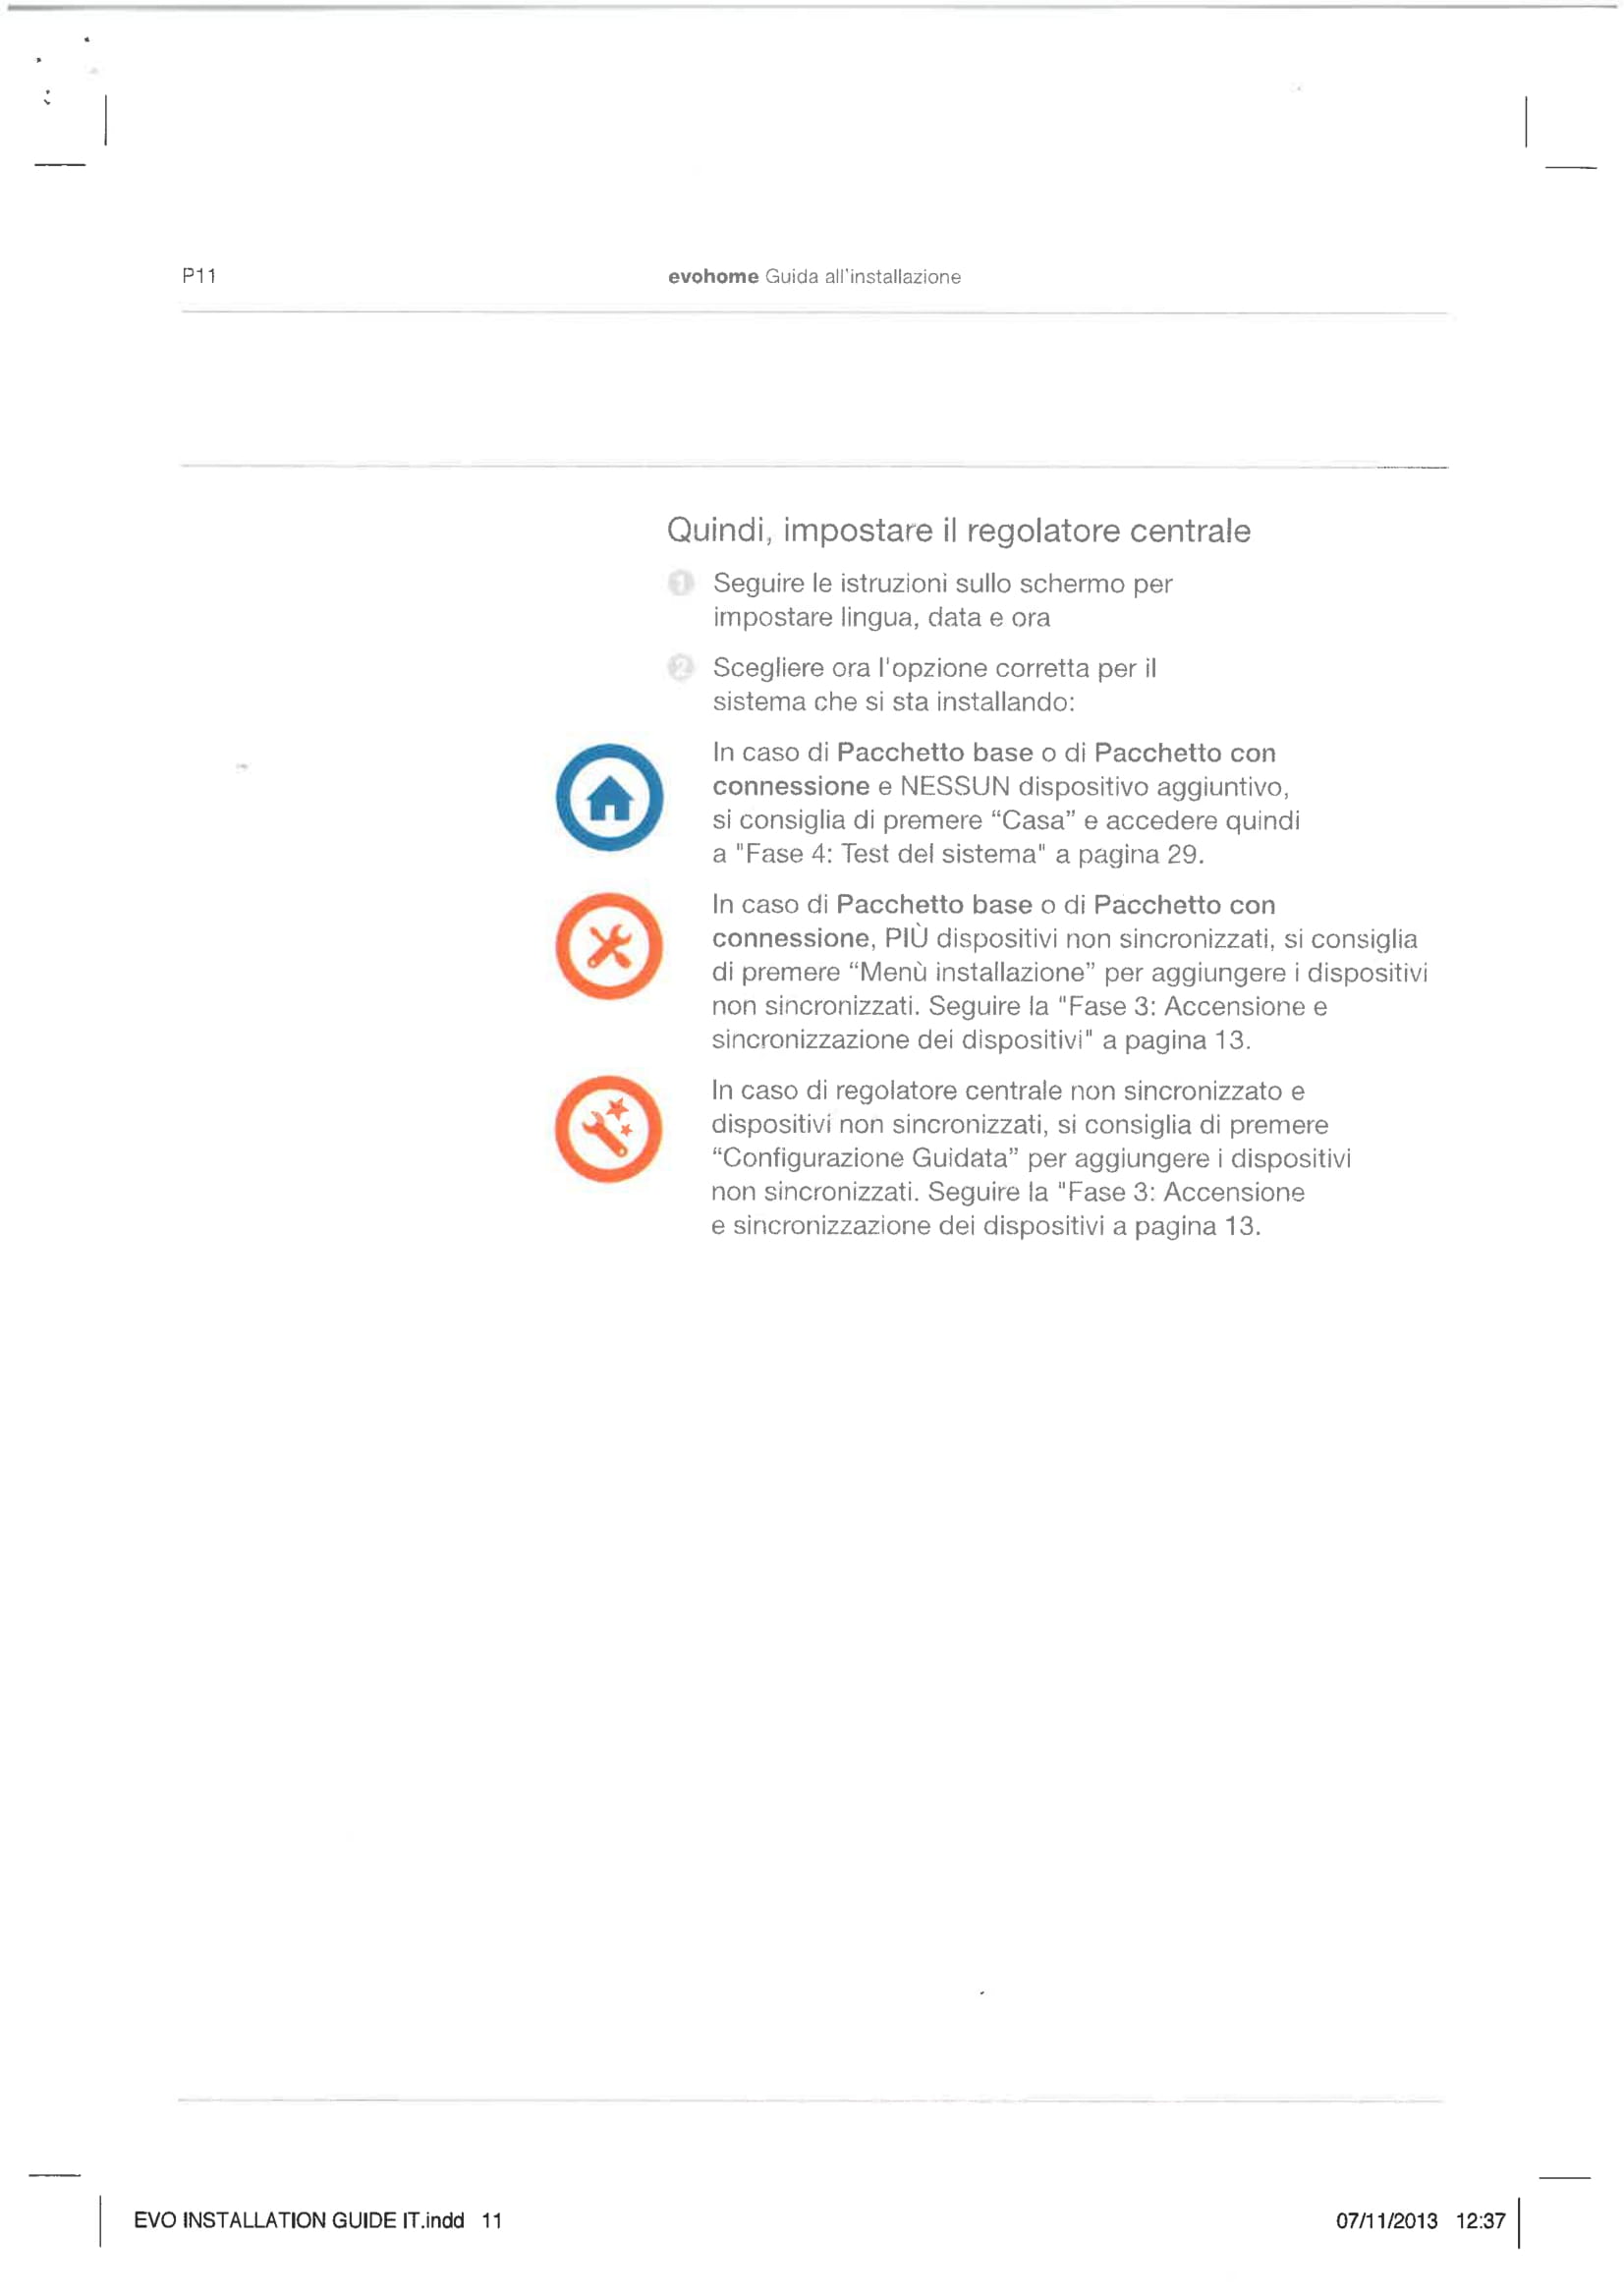 P11
evohome Guida all'installazione
Quindi, impostare il regolatore centrale
1 Seguire le istruzioni sullo schermo per
impostare lingua, data e ora
2 Scegliere ora l'opzione corretta per il
sistema che si sta installando:
In caso di Pacchetto base o di Pacchetto con
connessione e NESSUN dispositivo aggiuntivo,
si consiglia di premere “Casa” e accedere quindi
a "Fase 4: Test del sistema" a pagina 29.
In caso di Pacchetto base o di Pacchetto con
connessione, PIÙ dispositivi non sincronizzati, si consiglia
di premere “Menù installazione” per aggiungere i dispositivi
non sincronizzati. Seguire la "Fase 3: Accensione e
sincronizzazione dei dispositivi" a pagina 13.
In caso di regolatore centrale non sincronizzato e
dispositivi non sincronizzati, si consiglia di premere
“Configurazione Guidata” per aggiungere i dispositivi
non sincronizzati. Seguire la "Fase 3: Accensione
e sincronizzazione dei dispositivi a pagina 13.
EVO INSTALLATION GUIDE IT.indd 11
07/11/2013 12:37